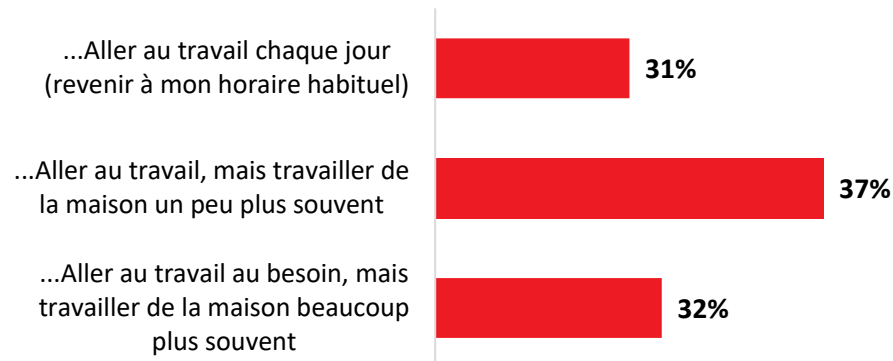 ...Aller au travail chaque jour
(revenir à mon horaire habituel)
31%
...Aller au travail, mais travailler de
la maison un peu plus souvent
37%
...Aller au travail au besoin, mais
travailler de la maison beaucoup
plus souvent
32%